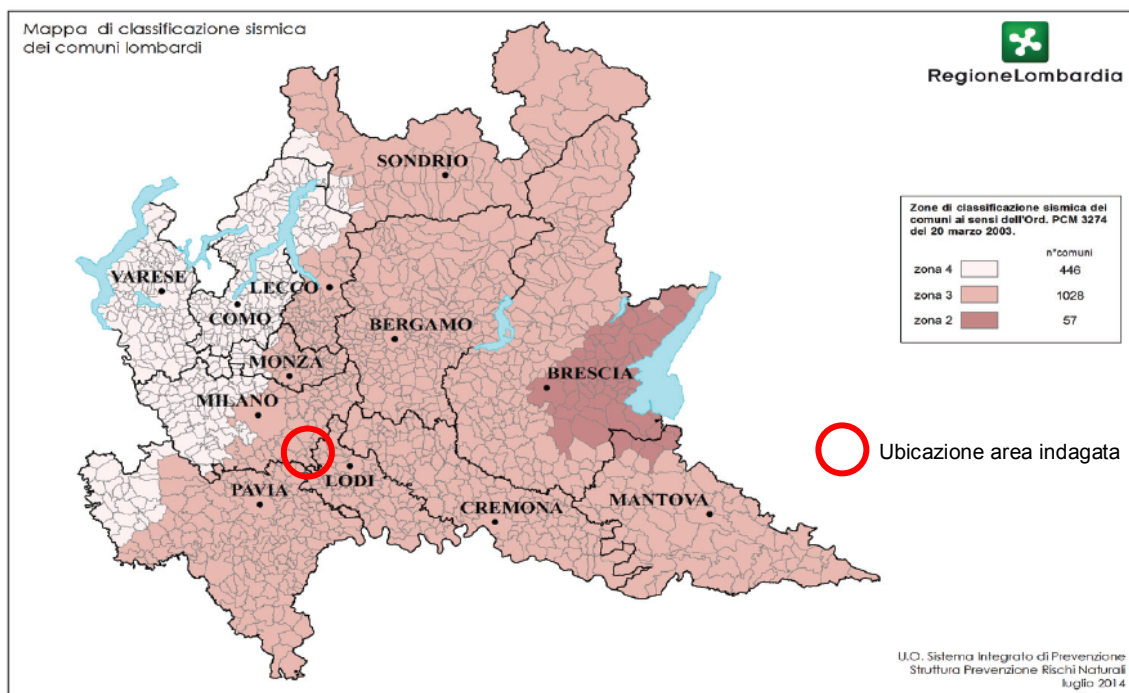 Mappa di classificazione sismica
dei comuni lombardi
RegioneLombardia
SONDRIO
Zone di classificazione sismica dei
comuni ai sensi dell'Ord. PCM 3274
del 20 marzo 2003.
n°comuni
zona 4 446
zona 3 1028
zona 2 57
VARESE
LECCO
COMO
BERGAMO
MONZA
BRESCIA
MILANO
Ubicazione area indagata
LODI
PAVIA
CREMONA
MANTOVA
U.O. Sistema Integrato di Prevenzione
Struttura Prevenzione Rischi Naturali
luglio 2014